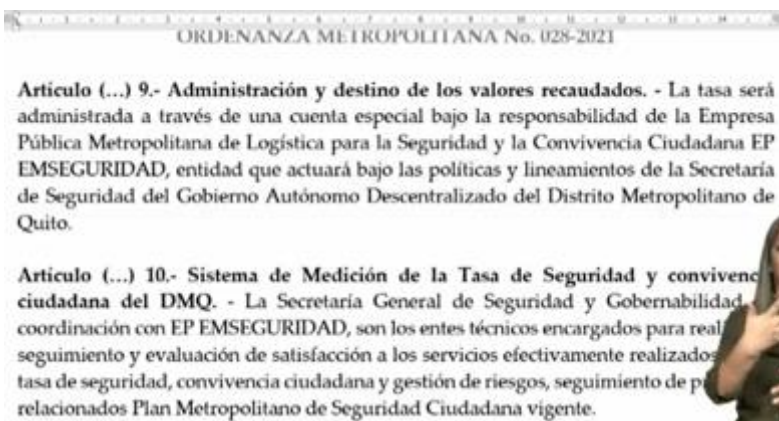 ORDENANZA METROPOLITANA No. 028-2021
Artículo (...) 9.- Administración y destino de los valores recaudados. - La tasa será
administrada a través de una cuenta especial bajo la responsabilidad de la Empresa
Pública Metropolitana de Logística para la Seguridad y la Convivencia Ciudadana EP
EMSEGURIDAD, entidad que actuará bajo las políticas y lineamientos de la Secretaría
de Seguridad del Gobierno Autónomo Descentralizado del Distrito Metropolitano de
Quito.
Artículo (...) 10.- Sistema de Medición de la Tasa de Seguridad y convivenc
ciudadana del DMQ. - La Secretaría General de Seguridad y Gobernabilidad
coordinación con EP EMSEGURIDAD, son los entes técnicos encargados para real
seguimiento y evaluación de satisfacción a los servicios efectivamente realizados
tasa de seguridad, convivencia ciudadana y gestión de riesgos, seguimiento de p
relacionados Plan Metropolitano de Seguridad Ciudadana vigente.